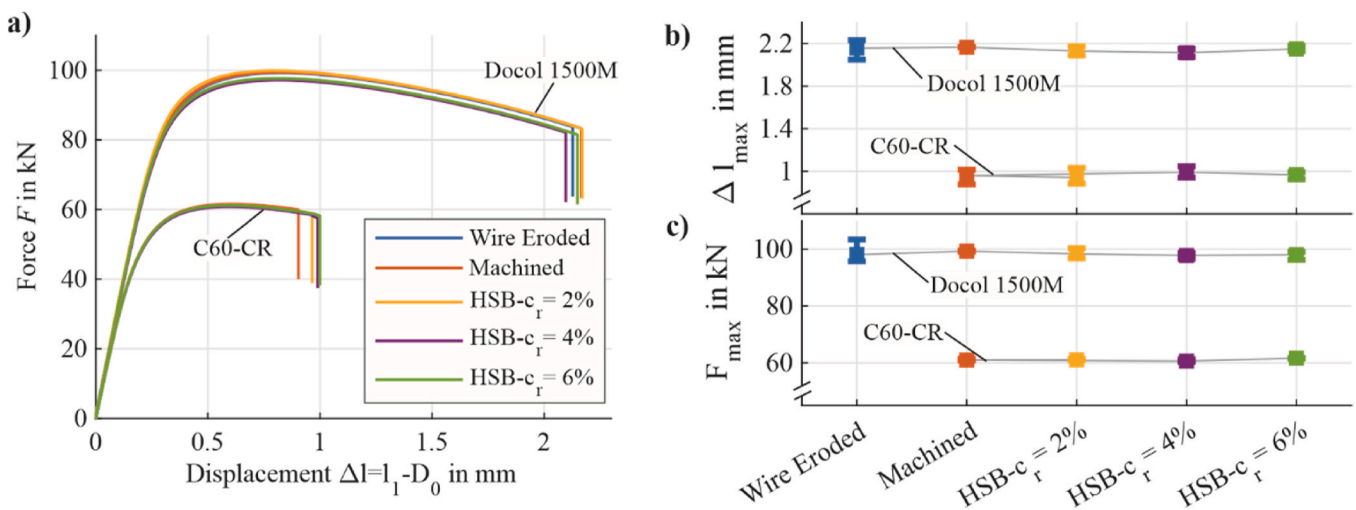 a)
100
80
60
40
20
0
Force F in kN
0
0.5
1
1.5
2
Displacement Δl=l1-D0 in mm
Docol 1500M
C60-CR
Wire Eroded
Machined
HSB-cr= 2%
HSB-cr= 4%
HSB-cr= 6%
b)
2.2
1.8
1.4
1
Δ lmax in mm
Docol 1500M
C60-CR
c)
100
80
60
Fmax in kN
Docol 1500M
C60-CR
Wire Eroded
Machined
HSB-cr = 2%
HSB-cr = 4%
HSB-cr = 6%